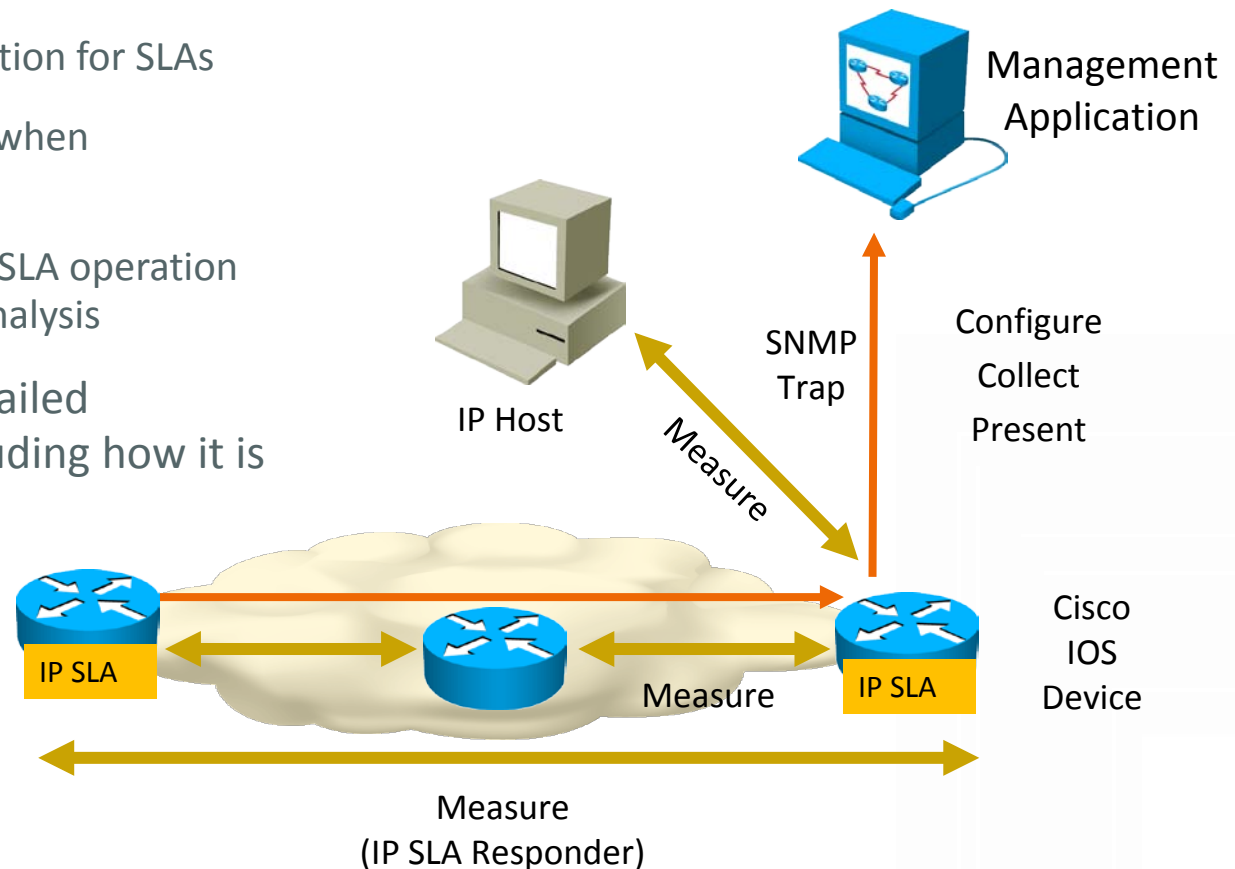 tion for SLAs
when
SLA operation
nalysis
ailed
uding how it is
Management
Application
IP Host
SNMP
Trap
Configure
Collect
Present
Measure
IP SLA
Measure
IP SLA
Cisco
IOS
Device
Measure
(IP SLA Responder)